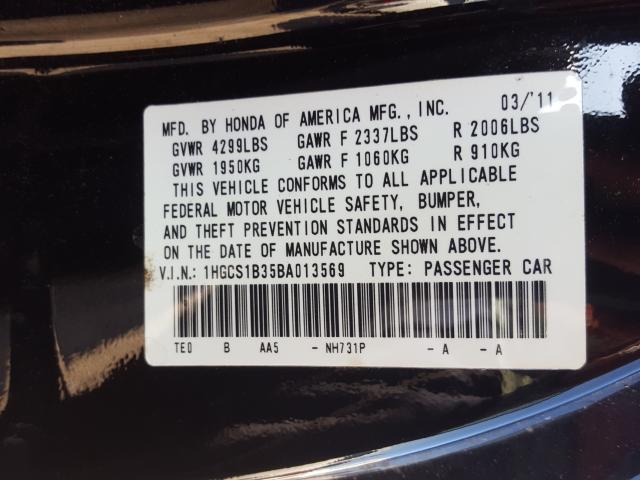 MFD. BY HONDA OF AMERICA MFG., INC. 03/'11
GVWR 4299LBS GAWR F 2337LBS R 2006LBS
GVWR 1950KG GAWR F 1060KG R 910KG
THIS VEHICLE CONFORMS TO ALL APPLICABLE
FEDERAL MOTOR VEHICLE SAFETY, BUMPER,
AND THEFT PREVENTION STANDARDS IN EFFECT
ON THE DATE OF MANUFACTURE SHOWN ABOVE.
V.I.N.: 1HGCS1B35BA013569 TYPE: PASSENGER CAR
TE0 B AA5 - NH731P - A - A